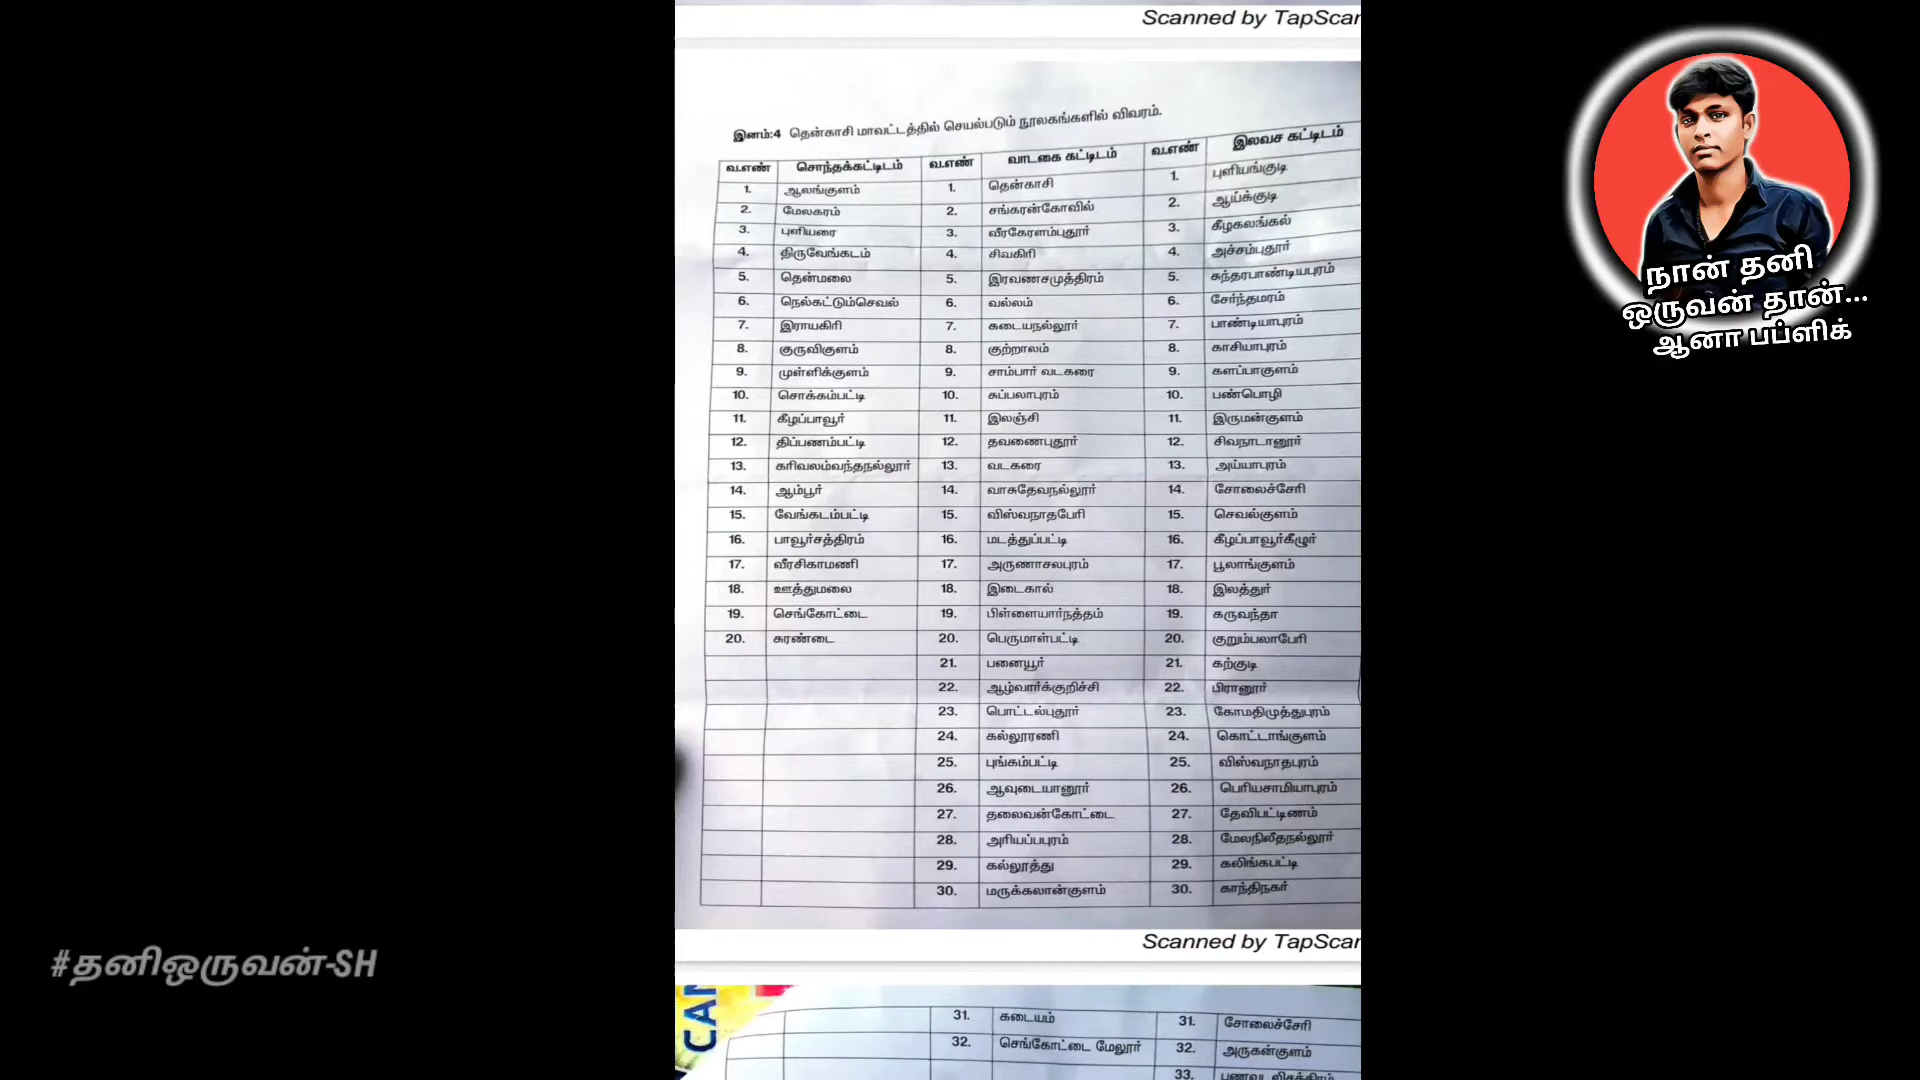 Scanned by TapScan
இனம்:4 தென்காசி மாவட்டத்தில் செயல்படும் நூலகங்களில் விவரம்.
வ.எண் சொந்தக்கட்டிடம் வ.எண் வாடகை கட்டிடம் வ.எண் இலவச கட்டிடம்
1. ஆலங்குளம் 1. தென்காசி 1. புளியங்குடி
2. மேலகரம் 2. சங்கரன்கோவில் 2. ஆய்க்குடி
3. புளியரை 3. வீரகேரளம்புதூர் 3. கீழகலங்கல்
4. திருவேங்கடம் 4. சிவகிரி 4. அச்சம்புதூர்
5. தென்மலை 5. இரவணசமுத்திரம் 5. சுந்தரபாண்டியபுரம்
6. நெல்கட்டும்செவல் 6. வல்லம் 6. சேர்ந்தமரம்
7. இராயகிரி 7. கடையநல்லூர் 7. பாண்டியாபுரம்
8. குருவிகுளம் 8. குற்றாலம் 8. காசியாபுரம்
9. முள்ளிக்குளம் 9. சாம்பார் வடகரை 9. களப்பாகுளம்
10. சொக்கம்பட்டி 10. சுப்பலாபுரம் 10. பண்பொழி
11. கீழப்பாவூர் 11. இலஞ்சி 11. இருமன்குளம்
12. திப்பணம்பட்டி 12. தவணைபுதூர் 12. சிவநாடானூர்
13. கரிவலம்வந்தநல்லூர் 13. வடகரை 13. அய்யாபுரம்
14. ஆம்பூர் 14. வாசுதேவநல்லூர் 14. சோலைச்சேரி
15. வேங்கடம்பட்டி 15. விஸ்வநாதபேரி 15. செவல்குளம்
16. பாவூர்சத்திரம் 16. மடத்துப்பட்டி 16. கீழப்பாவூர்கீழூர்
17. வீரசிகாமணி 17. அருணாசலபுரம் 17. பூலாங்குளம்
18. ஊத்துமலை 18. இடைகால் 18. இலத்தூர்
19. செங்கோட்டை 19. பிள்ளையார்நத்தம் 19. கருவந்தா
20. சுரண்டை 20. பெருமாள்பட்டி 20. குறும்பலாபேரி
21. பனையூர் 21. கற்குடி
22. ஆழ்வார்க்குறிச்சி 22. பிரானூர்
23. பொட்டல்புதூர் 23. கோமதிமுத்துபுரம்
24. கல்லூரணி 24. கொட்டாங்குளம்
25. புங்கம்பட்டி 25. விஸ்வநாதபுரம்
26. ஆவுடையானூர் 26. பெரியசாமியாபுரம்
27. தலைவன்கோட்டை 27. தேவிபட்டிணம்
28. அரியப்பபுரம் 28. மேலநிலீதநல்லூர்
29. கல்லூத்து 29. கலிங்கபட்டி
30. மருக்கலான்குளம் 30. காந்திநகர்
Scanned by TapScan
31. கடையம் 31. சோலைச்சேரி
32. செங்கோட்டை மேலூர் 32. அருகன்குளம்
33.
நான் தனி
ஒருவன் தான்...
ஆனா பப்ளிக்
#தனிஒருவன்-SH